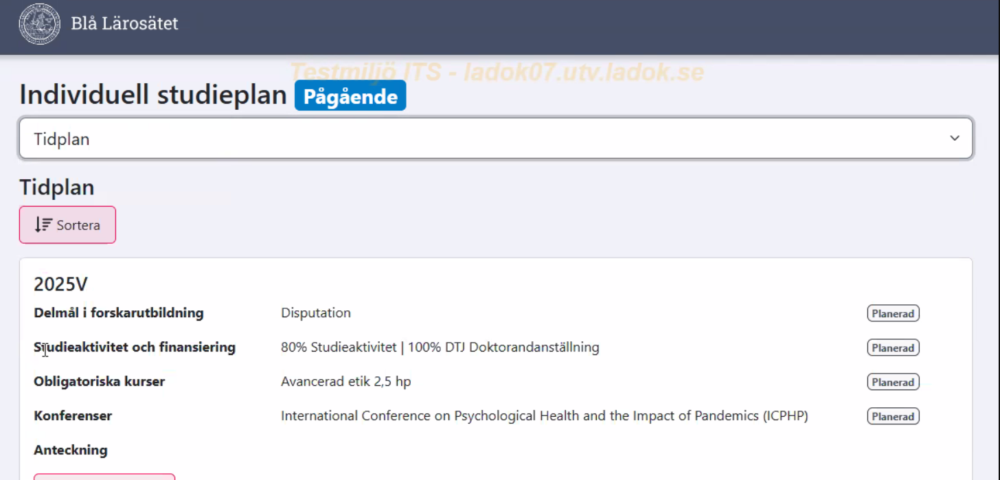 Blå Lärosätet
Testmiljö ITS - ladok07.utv.ladok.se
Individuell studieplan Pågående
Tidplan
Tidplan
Sortera
2025V
Delmål i forskarutbildning Disputation Planerad
Studieaktivitet och finansiering 80% Studieaktivitet | 100% DTJ Doktorandanställning Planerad
Obligatoriska kurser Avancerad etik 2,5 hp Planerad
Konferenser International Conference on Psychological Health and the Impact of Pandemics (ICPHP) Planerad
Anteckning